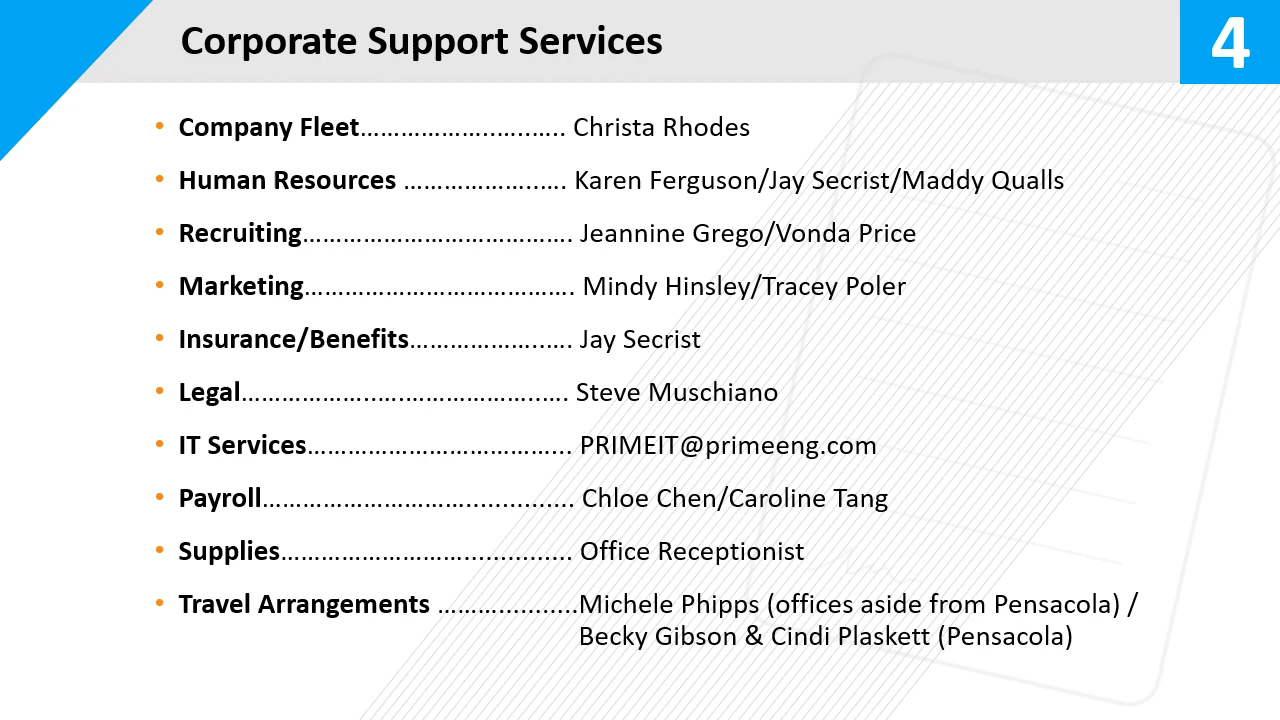 Corporate Support Services
4
• Company Fleet……………….......….. Christa Rhodes
• Human Resources ………………..…. Karen Ferguson/Jay Secrist/Maddy Qualls
• Recruiting…………………………………. Jeannine Grego/Vonda Price
• Marketing…………………………………. Mindy Hinsley/Tracey Poler
• Insurance/Benefits………………..…. Jay Secrist
• Legal………………..….………………..…. Steve Muschiano
• IT Services………………………………... PRIMEIT@primeeng.com
• Payroll…………………………............... Chloe Chen/Caroline Tang
• Supplies………………………............... Office Receptionist
• Travel Arrangements ………...........Michele Phipps (offices aside from Pensacola) /
Becky Gibson & Cindi Plaskett (Pensacola)